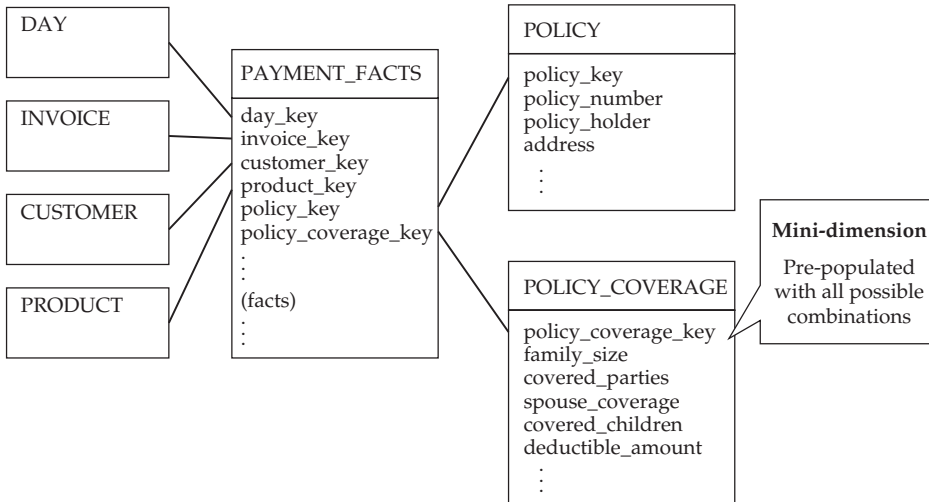 DAY
INVOICE
CUSTOMER
PRODUCT
PAYMENT_FACTS
day_key
invoice_key
customer_key
product_key
policy_key
policy_coverage_key
.
.
.
(facts)
.
.
.
POLICY
policy_key
policy_number
policy_holder
address
.
.
.
POLICY_COVERAGE
policy_coverage_key
family_size
covered_parties
spouse_coverage
covered_children
deductible_amount
.
.
.
Mini-dimension
Pre-populated
with all possible
combinations